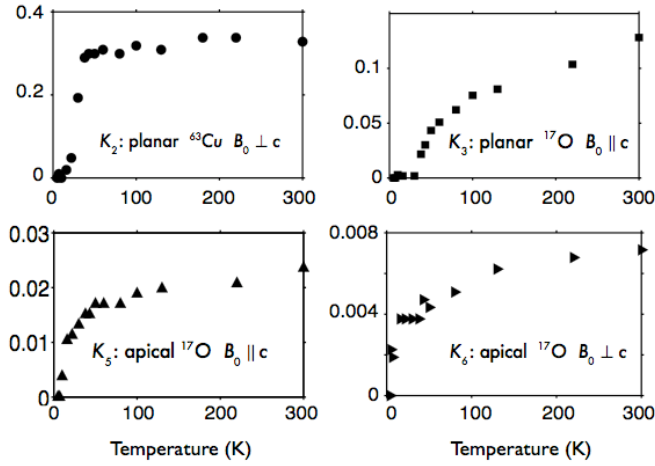 0.4
0.2
0
0 100 200 300
K₂: planar ⁶³Cu B₀ ⊥ c
0.1
0.05
0
0 100 200 300
K₃: planar ¹⁷O B₀ || c
0.03
0.02
0.01
0
0 100 200 300
K₅: apical ¹⁷O B₀ || c
Temperature (K)
0.008
0.004
0.000
0 100 200 300
K₆: apical ¹⁷O B₀ ⊥ c
Temperature (K)